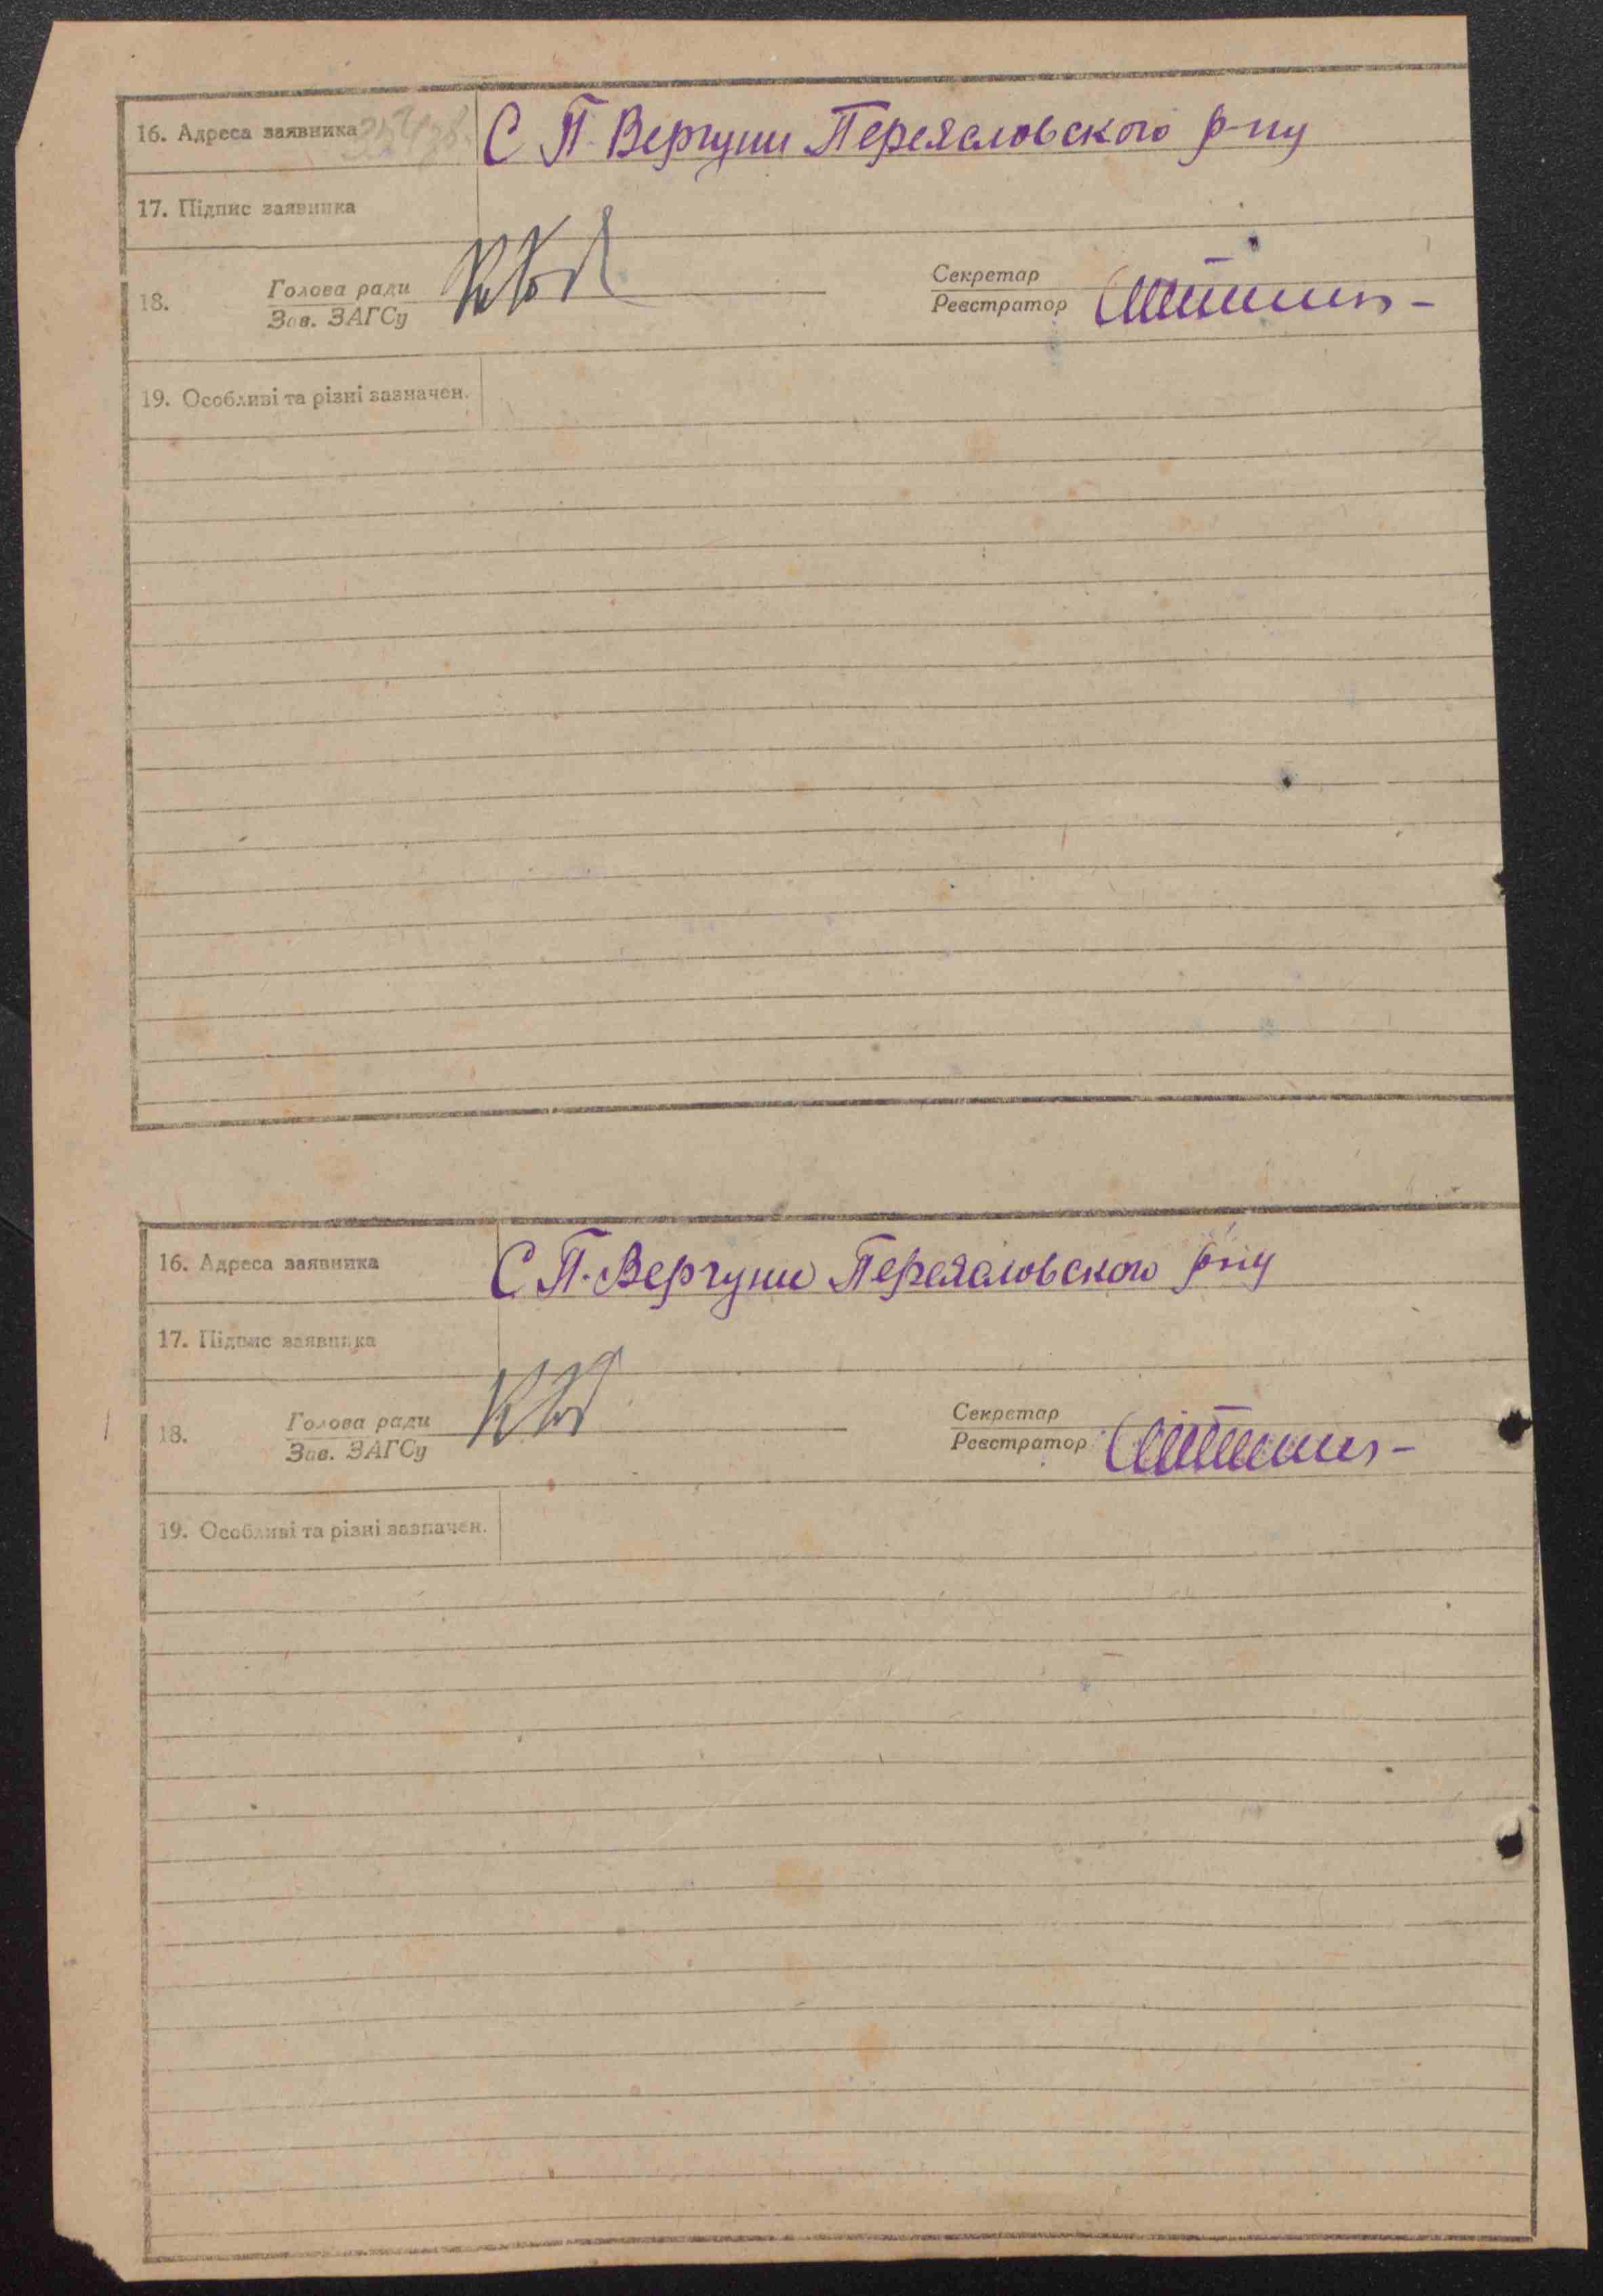 16. Адреса заявника С П. Вергуни Переясловского р-ну
17. Підпис заявника
18. Голова ради Секретар
Зав. ЗАГСу Реєстратор
19. Особливі та різні зазначен.
16. Адреса заявника С П. Вергуни Переясловского р-ну
17. Підпис заявника
18. Голова ради Секретар
Зав. ЗАГСу Реєстратор
19. Особливі та різні зазначен.